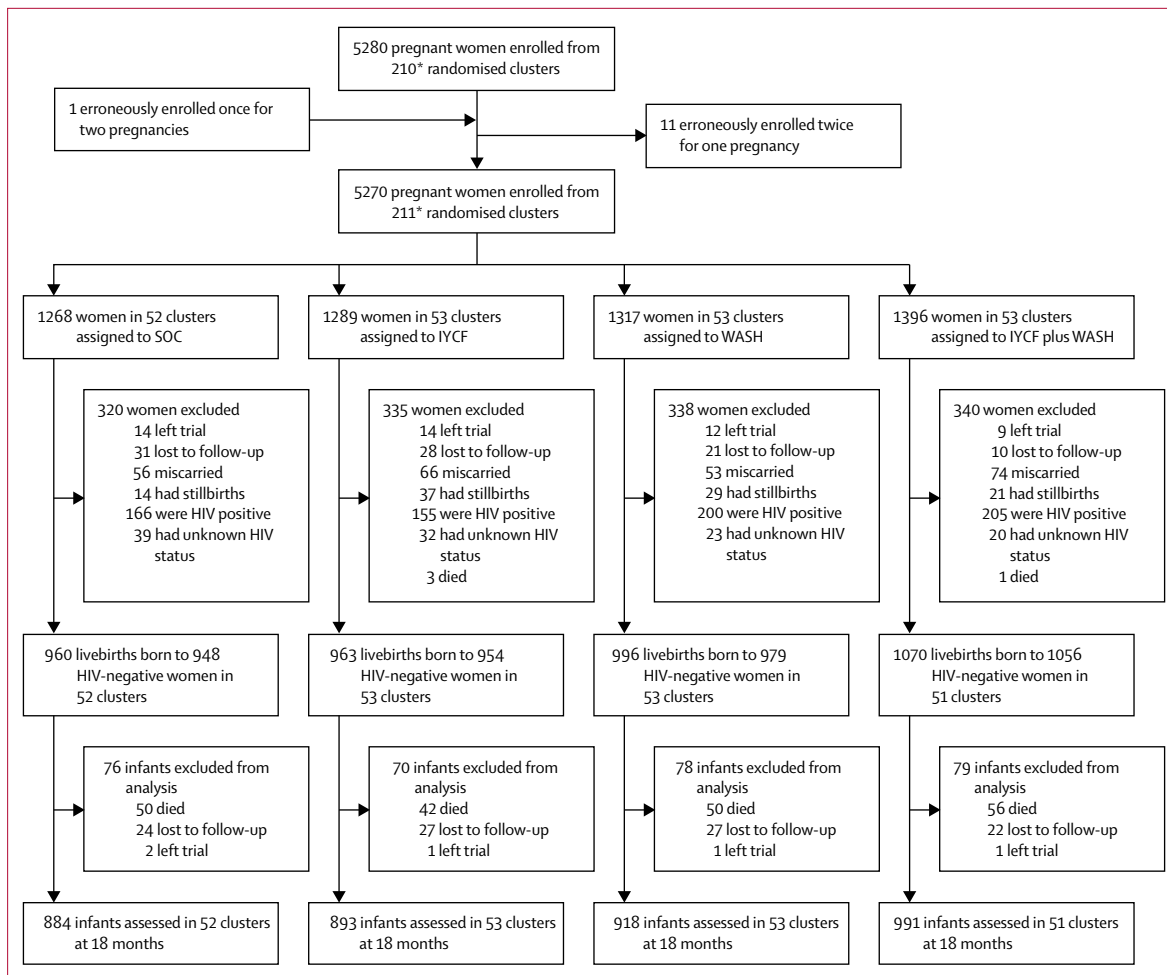 5280 pregnant women enrolled from
210* randomised clusters
1 erroneously enrolled once for
two pregnancies
11 erroneously enrolled twice
for one pregnancy
5270 pregnant women enrolled from
211* randomised clusters
1268 women in 52 clusters
assigned to SOC
1289 women in 53 clusters
assigned to IYCF
1317 women in 53 clusters
assigned to WASH
1396 women in 53 clusters
assigned to IYCF plus WASH
320 women excluded
14 left trial
31 lost to follow-up
56 miscarried
14 had stillbirths
166 were HIV positive
39 had unknown HIV
status
335 women excluded
14 left trial
28 lost to follow-up
66 miscarried
37 had stillbirths
155 were HIV positive
32 had unknown HIV
status
3 died
338 women excluded
12 left trial
21 lost to follow-up
53 miscarried
29 had stillbirths
200 were HIV positive
23 had unknown HIV
status
340 women excluded
9 left trial
10 lost to follow-up
74 miscarried
21 had stillbirths
205 were HIV positive
20 had unknown HIV
status
1 died
960 livebirths born to 948
HIV-negative women in
52 clusters
963 livebirths born to 954
HIV-negative women in
53 clusters
996 livebirths born to 979
HIV-negative women in
53 clusters
1070 livebirths born to 1056
HIV-negative women in
51 clusters
76 infants excluded from
analysis
50 died
24 lost to follow-up
2 left trial
70 infants excluded from
analysis
42 died
27 lost to follow-up
1 left trial
78 infants excluded from
analysis
50 died
27 lost to follow-up
1 left trial
79 infants excluded from
analysis
56 died
22 lost to follow-up
1 left trial
884 infants assessed in 52 clusters
at 18 months
893 infants assessed in 53 clusters
at 18 months
918 infants assessed in 53 clusters
at 18 months
991 infants assessed in 51 clusters
at 18 months